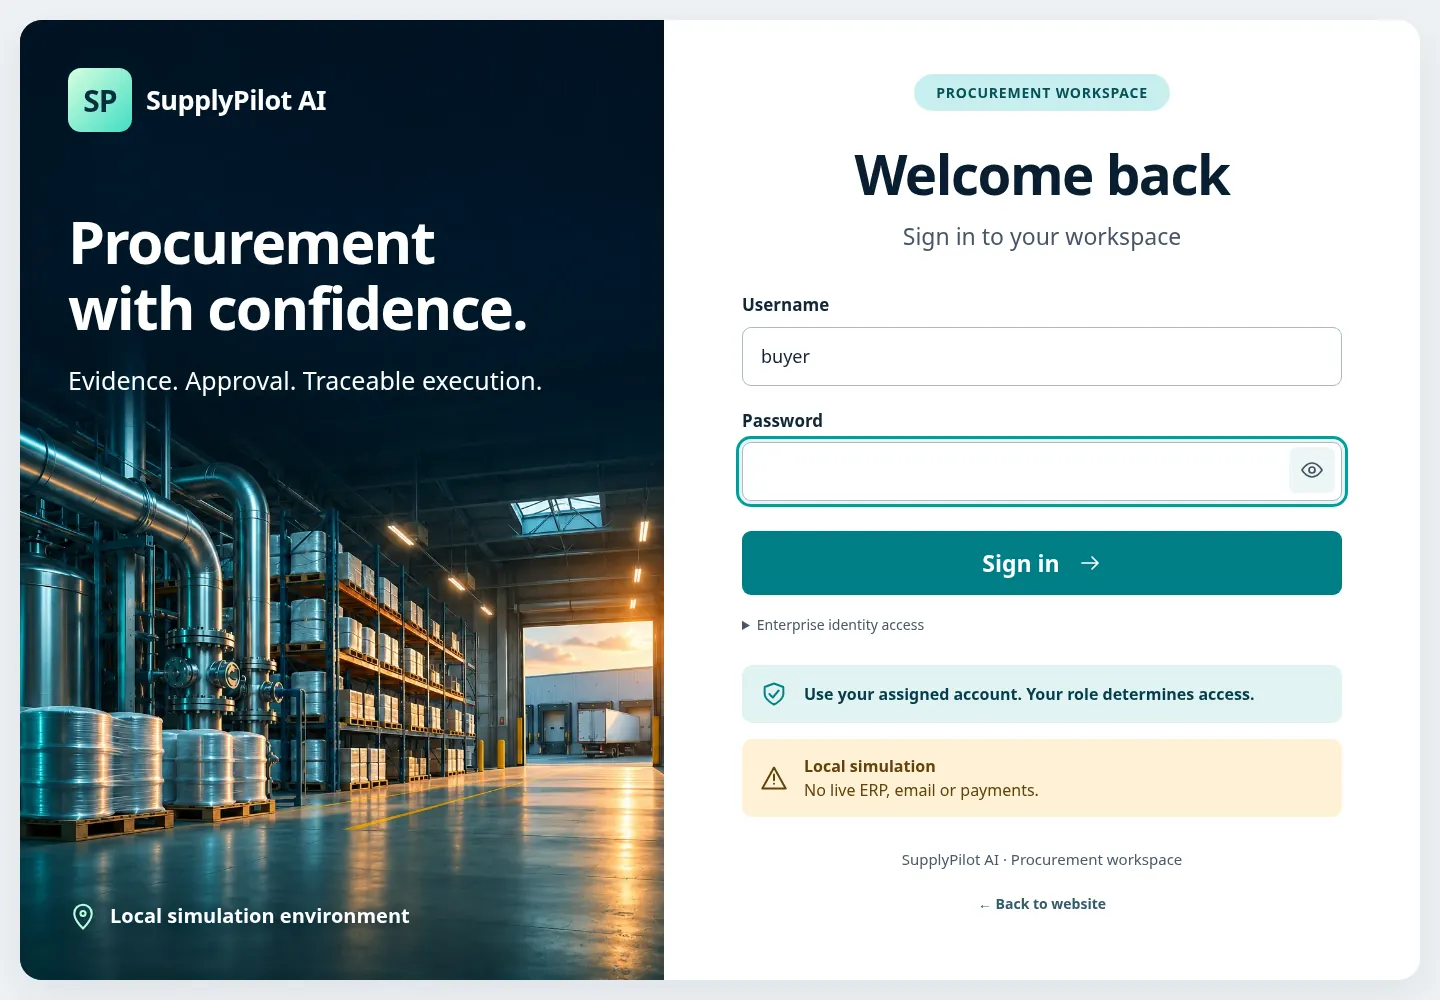 SP
SupplyPilot AI
Procurement
with confidence.
Evidence. Approval. Traceable execution.
Local simulation environment
PROCUREMENT WORKSPACE
Welcome back
Sign in to your workspace
Username
buyer
Password
Sign in →
▶ Enterprise identity access
Use your assigned account. Your role determines access.
Local simulation
No live ERP, email or payments.
SupplyPilot AI · Procurement workspace
← Back to website